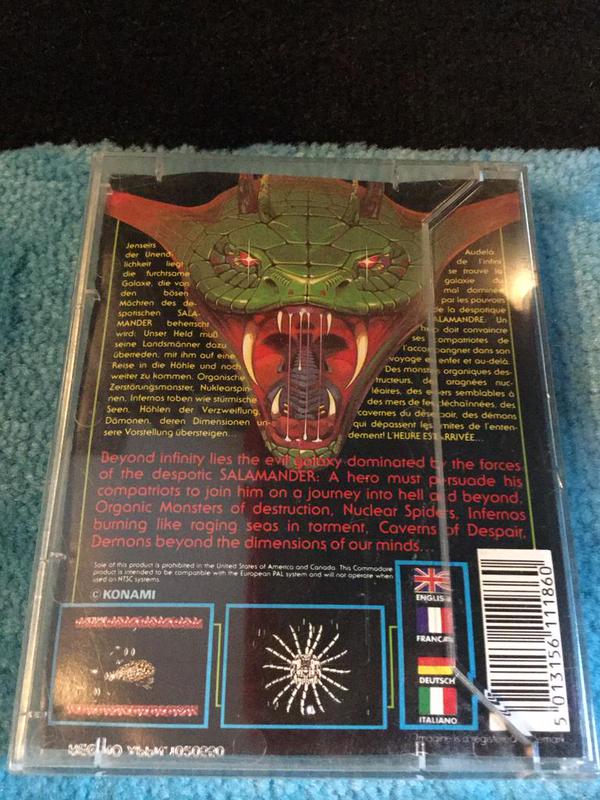 Jenseits
der Unend-
lichkeit liegt
die furchtsame
Galaxe, die von
den bösen
Mächten des de-
spotischen SALA-
MANDER beherrscht
wird: Unser Held muß
seine Landsmänner dazu
überreden, mit ihm auf eine
Reise in die Höhle und noch
weiter zu kommen. Organische
Zerstörungsmonster, Nuklearspin-
nen. Infernos toben wie stürmische
Seen. Höhlen der Verzweiflung,
Dämonen, deren Dimensionen un-
sere Vorstellung übersteigen...
Audelà
de l'infini
se trouve la
galaxie du
mal dominée
par les pouvoirs
de la despotique
SALAMANDRE: Un
héro doit convaincre
ses compatriotes de
l'accompagner dans son
voyage en enfer et au-delà.
Des monstres organiques des-
tructeurs, des aragnées nuc-
léaires, des enfers semblables à
des mers de feu déchaînnées, des
cavernes du désespoir, des démons
qui dépassent les limites de l'enten-
dement! L'HEURE EST ARRIVÉE...
Beyond infinity lies the evil galaxy dominated by the forces
of the despotic SALAMANDER: A hero must persuade his
compatriots to join him on a journey into hell and beyond.
Organic Monsters of destruction, Nuclear Spiders, Infernos
burning like raging seas in torment, Caverns of Despair,
Demons beyond the dimensions of our minds...
Sale of this product is prohibited in the United States of America and Canada. This Commodore
product is intended to be compatible with the European PAL system and will not operate when
used on NTSC systems.
© KONAMI
ENGLISH
FRANCAIS
DEUTSCH
ITALIANO
5 013156 111860
Imagine is a registered trademark